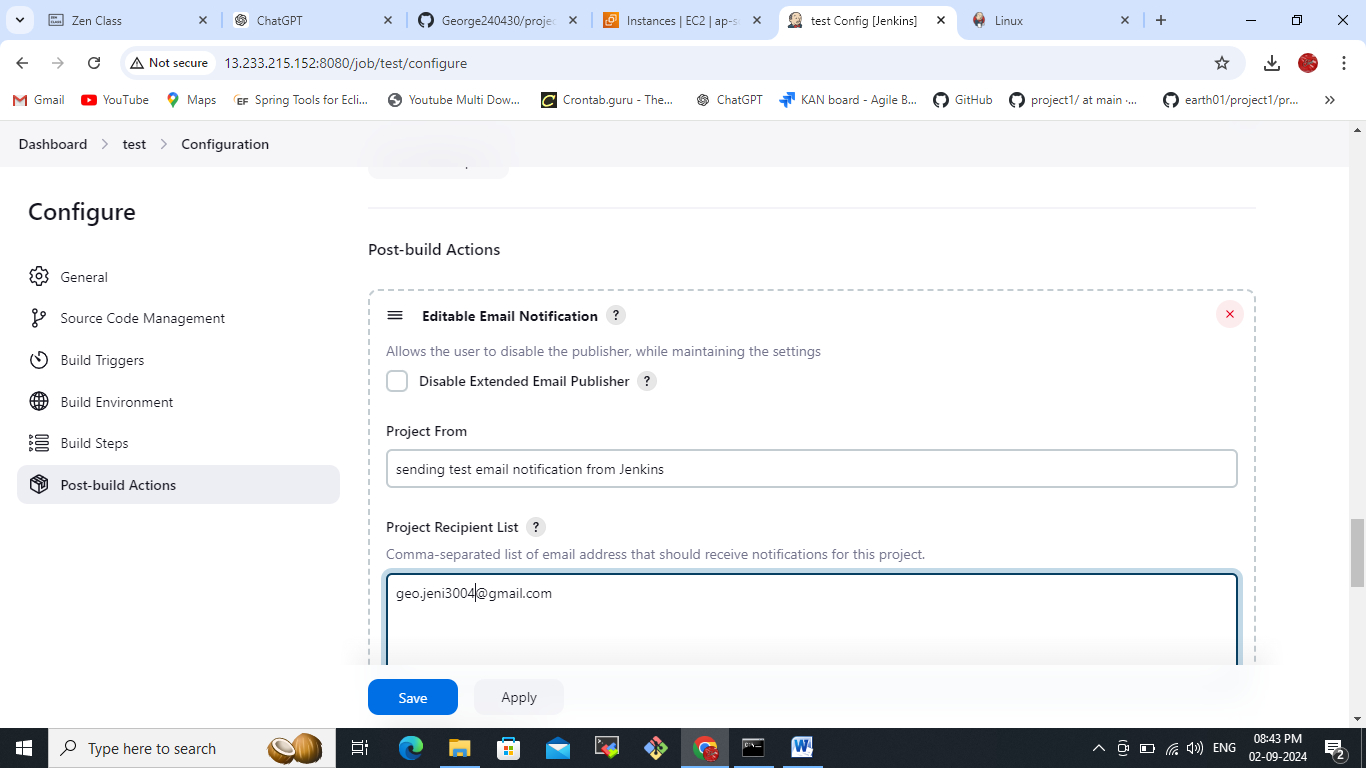 Zen Class
ChatGPT
George240430/projec
Instances | EC2 | ap-s
test Config [Jenkins]
Linux
Not secure
13.233.215.152:8080/job/test/configure
Gmail
YouTube
Maps
Spring Tools for Ecli...
Youtube Multi Dow...
Crontab.guru - The...
ChatGPT
KAN board - Agile B...
GitHub
project1/ at main ·...
earth01/project1/pr...
Dashboard
test
Configuration
Configure
General
Source Code Management
Build Triggers
Build Environment
Build Steps
Post-build Actions
Post-build Actions
Editable Email Notification ?
Allows the user to disable the publisher, while maintaining the settings
Disable Extended Email Publisher ?
Project From
sending test email notification from Jenkins
Project Recipient List ?
Comma-separated list of email address that should receive notifications for this project.
geo.jeni3004@gmail.com
Save
Apply
Type here to search
ENG
08:43 PM
02-09-2024
2